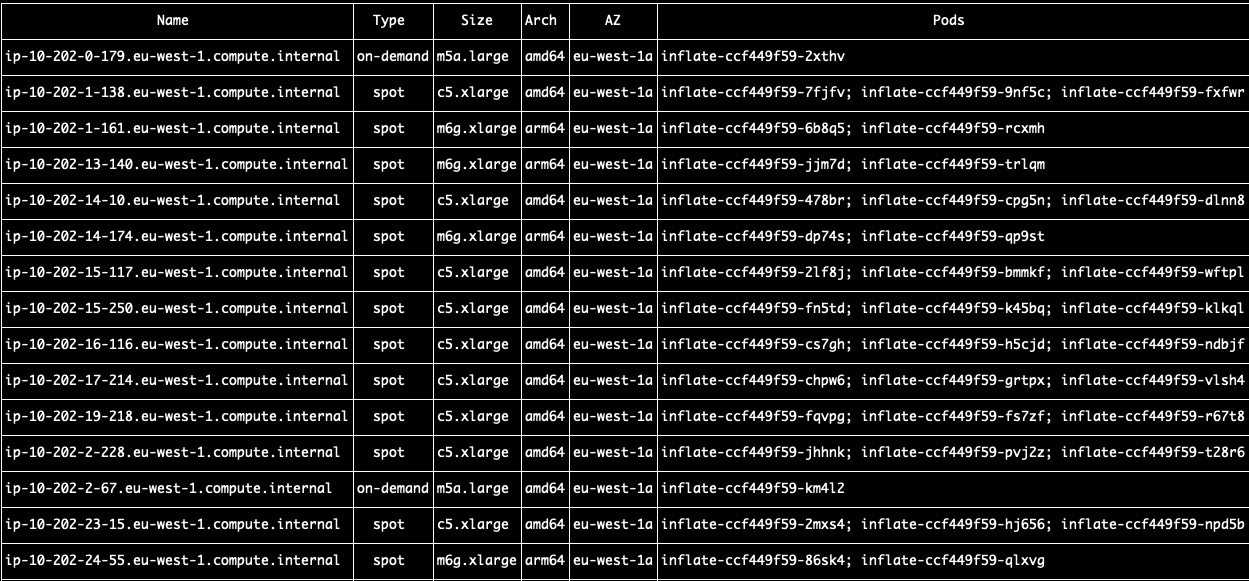 Name Type Size Arch AZ Pods
ip-10-202-0-179.eu-west-1.compute.internal on-demand m5a.large amd64 eu-west-1a inflate-ccf449f59-2xthv
ip-10-202-1-138.eu-west-1.compute.internal spot c5.xlarge amd64 eu-west-1a inflate-ccf449f59-7fjfv; inflate-ccf449f59-9nf5c; inflate-ccf449f59-fxfwr
ip-10-202-1-161.eu-west-1.compute.internal spot m6g.xlarge arm64 eu-west-1a inflate-ccf449f59-6b8q5; inflate-ccf449f59-rcxmh
ip-10-202-13-140.eu-west-1.compute.internal spot m6g.xlarge arm64 eu-west-1a inflate-ccf449f59-jjm7d; inflate-ccf449f59-trlqm
ip-10-202-14-10.eu-west-1.compute.internal spot c5.xlarge amd64 eu-west-1a inflate-ccf449f59-478br; inflate-ccf449f59-cpg5n; inflate-ccf449f59-dlnn8
ip-10-202-14-174.eu-west-1.compute.internal spot m6g.xlarge arm64 eu-west-1a inflate-ccf449f59-dp74s; inflate-ccf449f59-qp9st
ip-10-202-15-117.eu-west-1.compute.internal spot c5.xlarge amd64 eu-west-1a inflate-ccf449f59-2lf8j; inflate-ccf449f59-bmmkf; inflate-ccf449f59-wftpl
ip-10-202-15-250.eu-west-1.compute.internal spot c5.xlarge amd64 eu-west-1a inflate-ccf449f59-fn5td; inflate-ccf449f59-k45bq; inflate-ccf449f59-klkql
ip-10-202-16-116.eu-west-1.compute.internal spot c5.xlarge amd64 eu-west-1a inflate-ccf449f59-cs7gh; inflate-ccf449f59-h5cjd; inflate-ccf449f59-ndbjf
ip-10-202-17-214.eu-west-1.compute.internal spot c5.xlarge amd64 eu-west-1a inflate-ccf449f59-chpw6; inflate-ccf449f59-grtpx; inflate-ccf449f59-vlsh4
ip-10-202-19-218.eu-west-1.compute.internal spot c5.xlarge amd64 eu-west-1a inflate-ccf449f59-fqvpg; inflate-ccf449f59-fs7zf; inflate-ccf449f59-r67t8
ip-10-202-2-228.eu-west-1.compute.internal spot c5.xlarge amd64 eu-west-1a inflate-ccf449f59-jhhnk; inflate-ccf449f59-pvj2z; inflate-ccf449f59-t28r6
ip-10-202-2-67.eu-west-1.compute.internal on-demand m5a.large amd64 eu-west-1a inflate-ccf449f59-km4l2
ip-10-202-23-15.eu-west-1.compute.internal spot c5.xlarge amd64 eu-west-1a inflate-ccf449f59-2mxs4; inflate-ccf449f59-hj656; inflate-ccf449f59-npd5b
ip-10-202-24-55.eu-west-1.compute.internal spot m6g.xlarge arm64 eu-west-1a inflate-ccf449f59-86sk4; inflate-ccf449f59-qlxvg